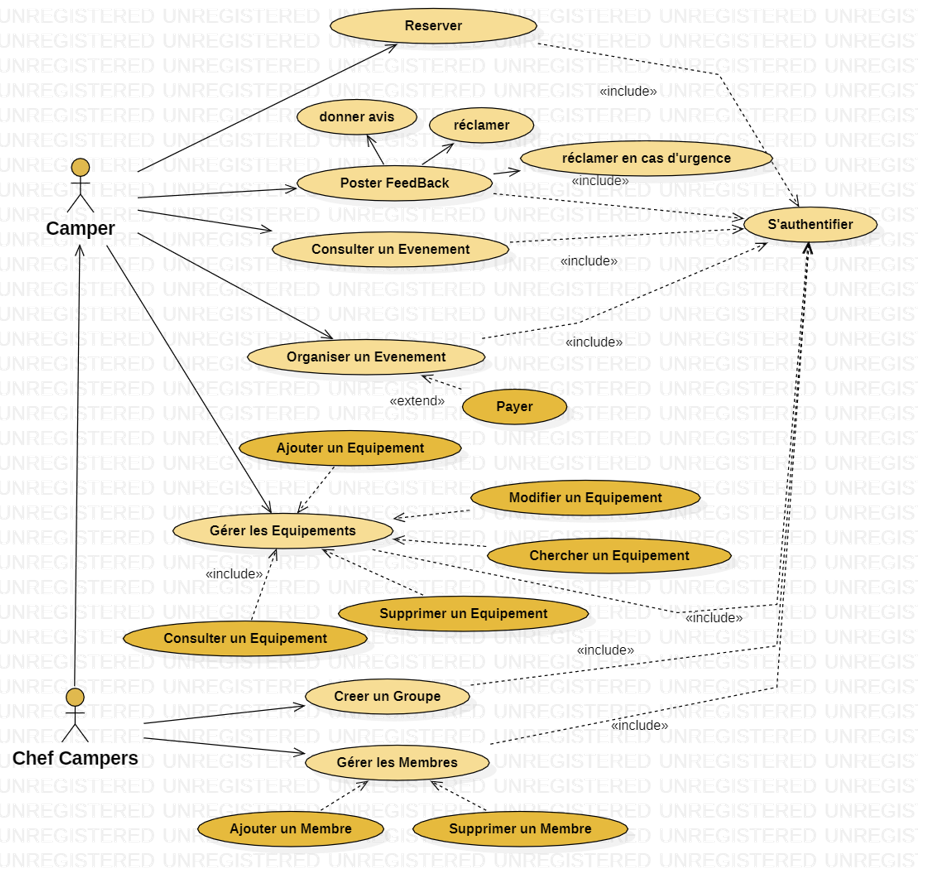 Reserver
«include»
donner avis
réclamer
réclamer en cas d'urgence
Poster FeedBack
«include»
S'authentifier
Camper
Consulter un Evenement
«include»
«include»
Organiser un Evenement
«extend»
Payer
Ajouter un Equipement
Modifier un Equipement
Gérer les Equipements
Chercher un Equipement
«include»
Supprimer un Equipement
«include»
Consulter un Equipement
«include»
Creer un Groupe
«include»
Chef Campers
Gérer les Membres
Ajouter un Membre
Supprimer un Membre
UNREGISTERED